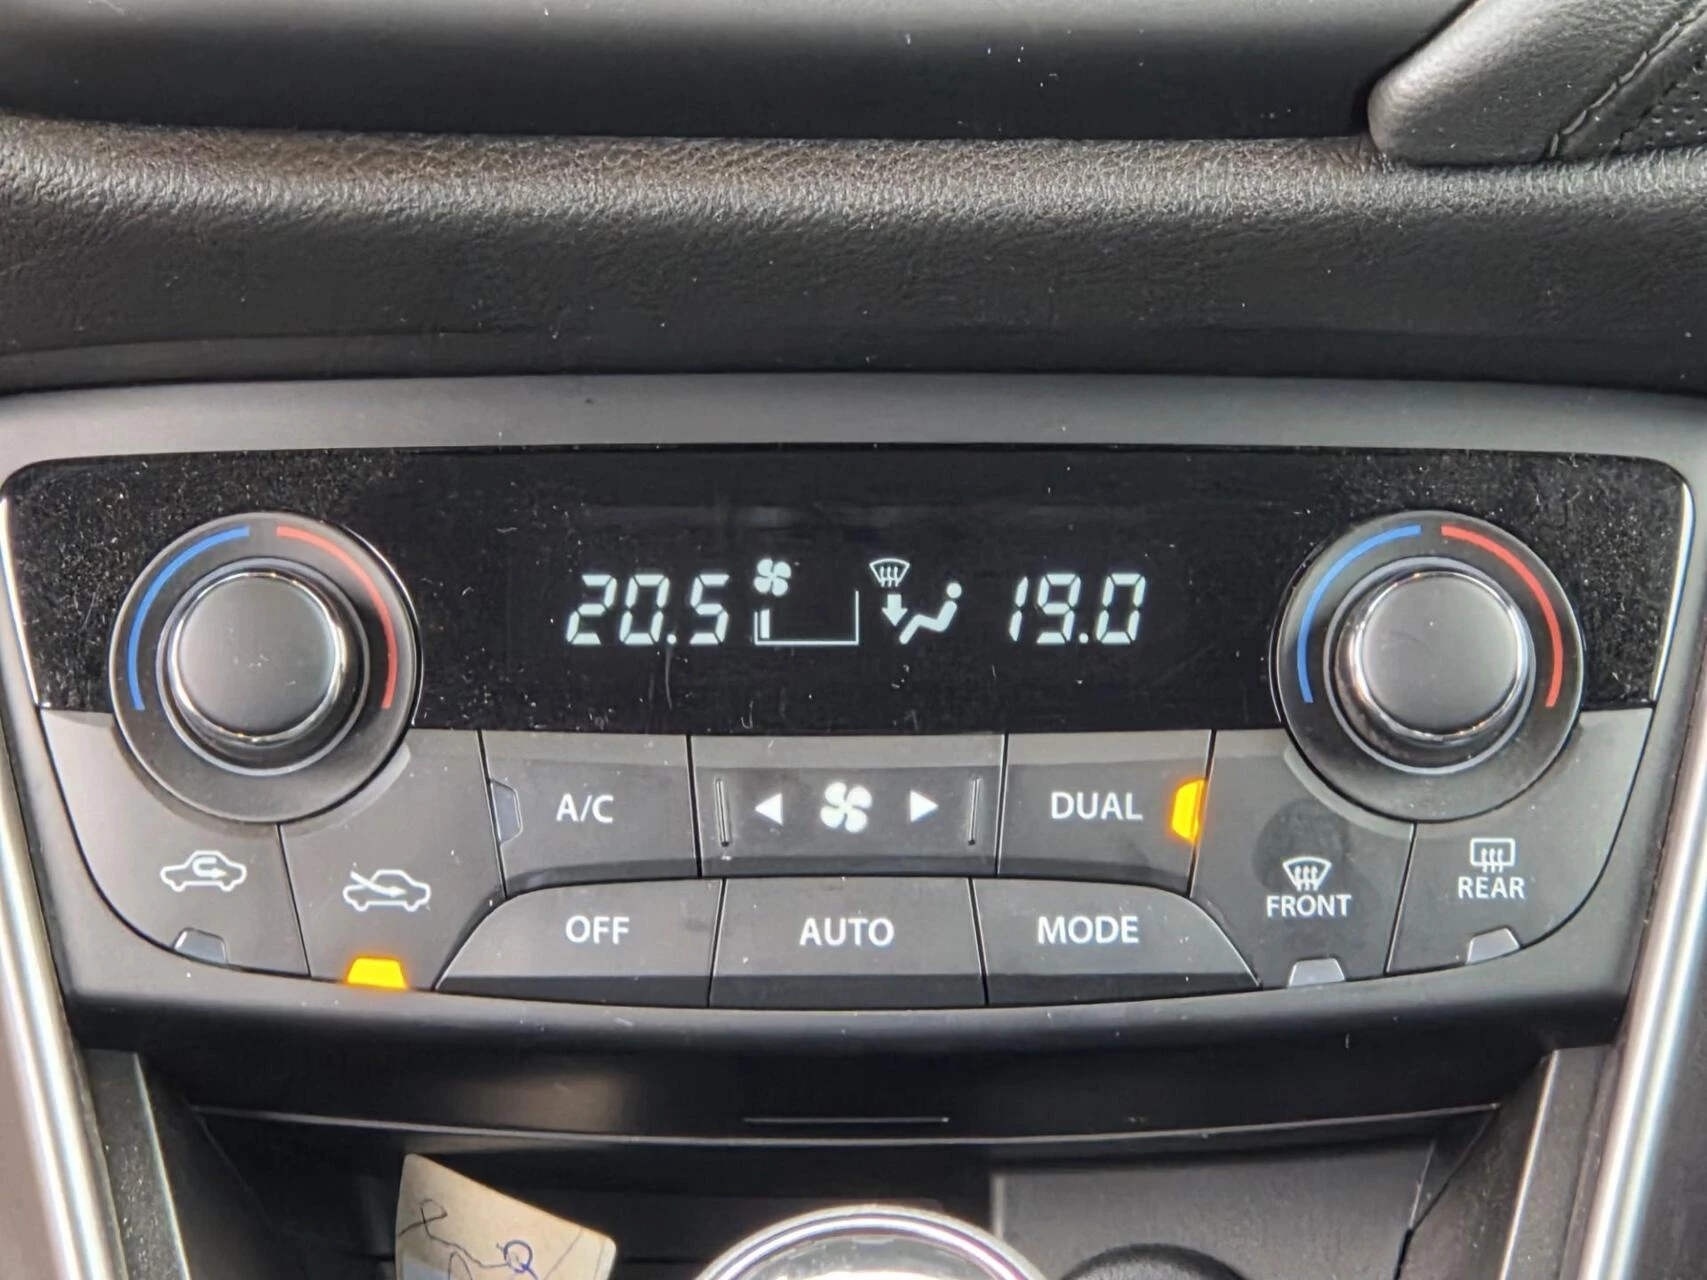 20.5 19.0
A/C DUAL
OFF AUTO MODE
FRONT
REAR